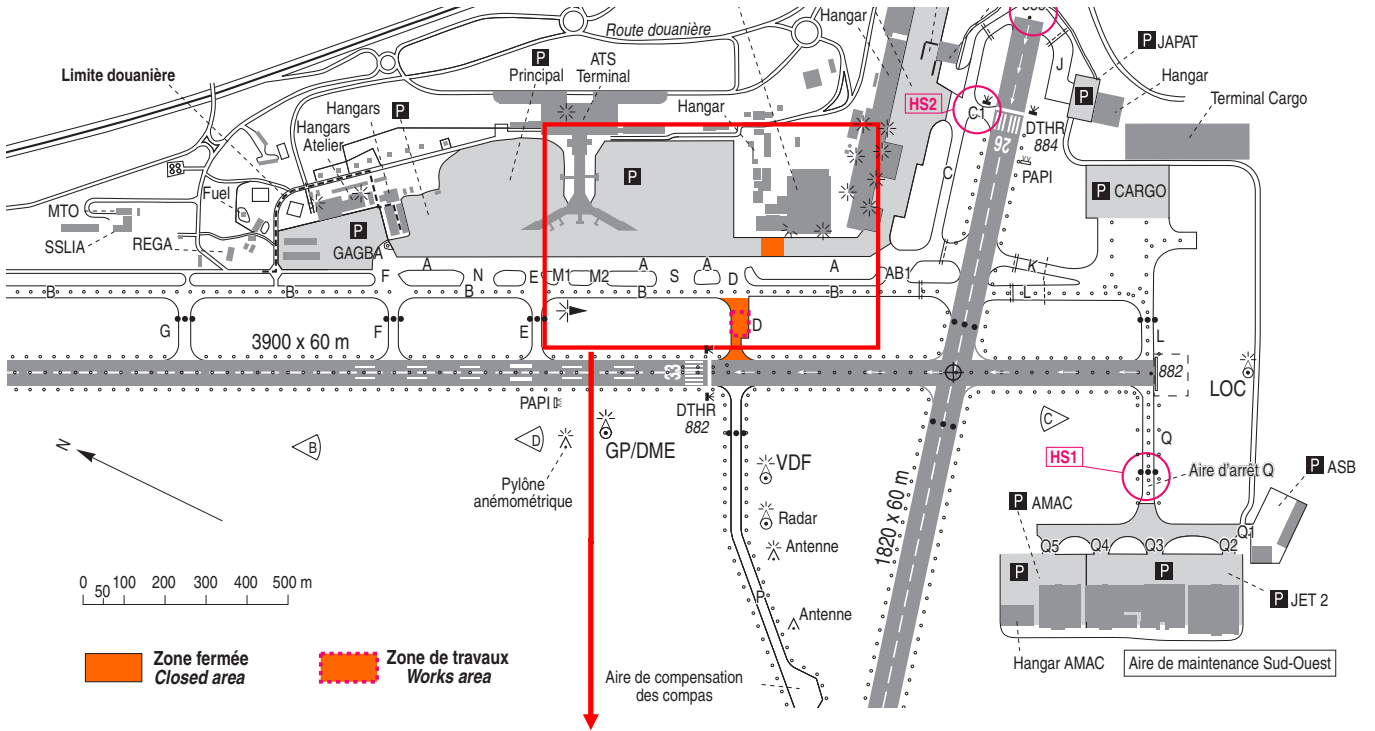 Hangar
Route douanière
P
Principal
ATS
Terminal
Limite douanière
Hangars
P
Hangars
Atelier
Hangar
HS2
C1
J
P JAPAT
P
Hangar
Terminal Cargo
DTHR
884
26
PAPI
C
P
P CARGO
Fuel
MTO
SSLIA
REGA
P
GAGBA
A
N
F
E
M1
M2
A
S
A
D
A
AB1
K
L
B
B
B
B
B
G
F
E
D
L
3900 x 60 m
33
882
LOC
PAPI
DTHR
882
N
B
D
GP/DME
C
Q
HS1
Aire d'arrêt Q
P ASB
Pylône
anémométrique
VDF
Radar
Antenne
1820 x 60 m
P AMAC
Q5
Q4
Q3
Q2
Q1
P
P
P JET 2
0
50
100
200
300
400
500 m
P
Antenne
Zone fermée
Closed area
Zone de travaux
Works area
Aire de compensation
des compas
Hangar AMAC
Aire de maintenance Sud-Ouest